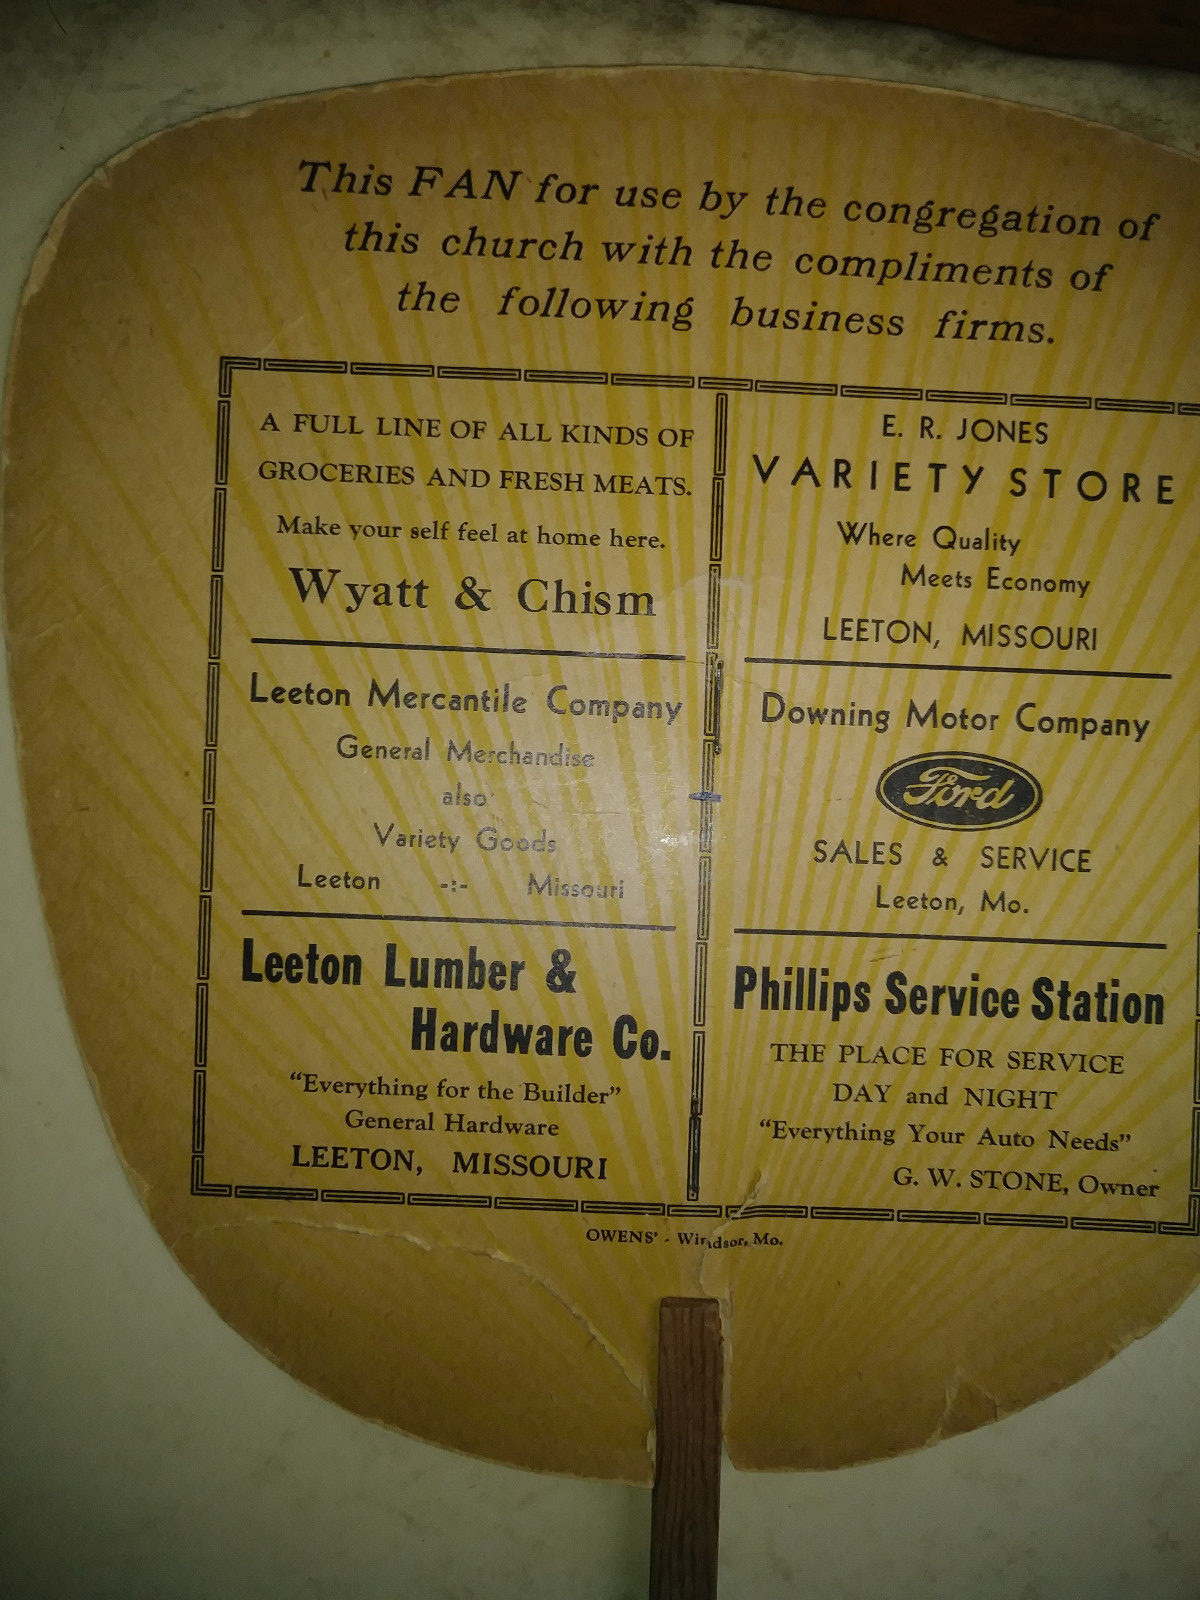 This FAN for use by the congregation of
this church with the compliments of
the following business firms.
A FULL LINE OF ALL KINDS OF
GROCERIES AND FRESH MEATS.
Make your self feel at home here.
Wyatt & Chism
Leeton Mercantile Company
General Merchandise
also
Variety Goods
Leeton -:- Missouri
Leeton Lumber &
Hardware Co.
"Everything for the Builder"
General Hardware
LEETON, MISSOURI
E. R. JONES
VARIETY STORE
Where Quality
Meets Economy
LEETON, MISSOURI
Downing Motor Company
Ford
SALES & SERVICE
Leeton, Mo.
Phillips Service Station
THE PLACE FOR SERVICE
DAY and NIGHT
"Everything Your Auto Needs"
G. W. STONE, Owner
OWENS' - Windsor, Mo.